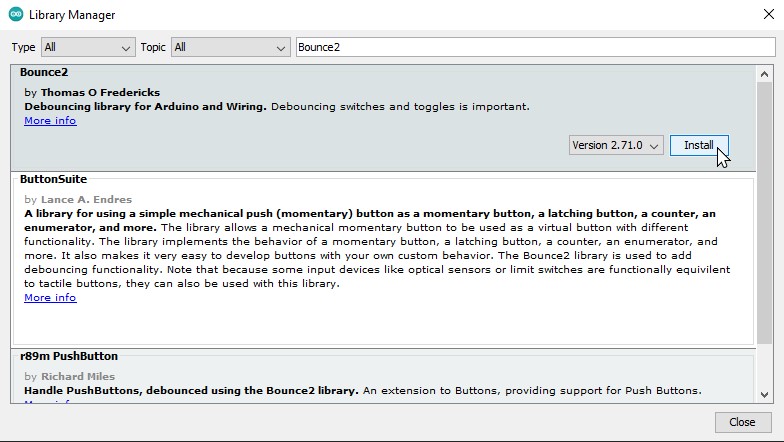 Library Manager
Type All Topic All Bounce2
Bounce2
by Thomas O Fredericks
Debouncing library for Arduino and Wiring. Debouncing switches and toggles is important.
More info
Version 2.71.0 Install
ButtonSuite
by Lance A. Endres
A library for using a simple mechanical push (momentary) button as a momentary button, a latching button, a counter, an
enumerator, and more. The library allows a mechanical momentary button to be used as a virtual button with different
functionality. The library implements the behavior of a momentary button, a latching button, a counter, an enumerator, and
more. It also makes it very easy to develop buttons with your own custom behavior. The Bounce2 library is used to add
debouncing functionality. Note that because some input devices like optical sensors or limit switches are functionally equivilent
to tactile buttons, they can also be used with this library.
More info
r89m PushButton
by Richard Miles
Handle PushButtons, debounced using the Bounce2 library. An extension to Buttons, providing support for Push Buttons.
More info
Close